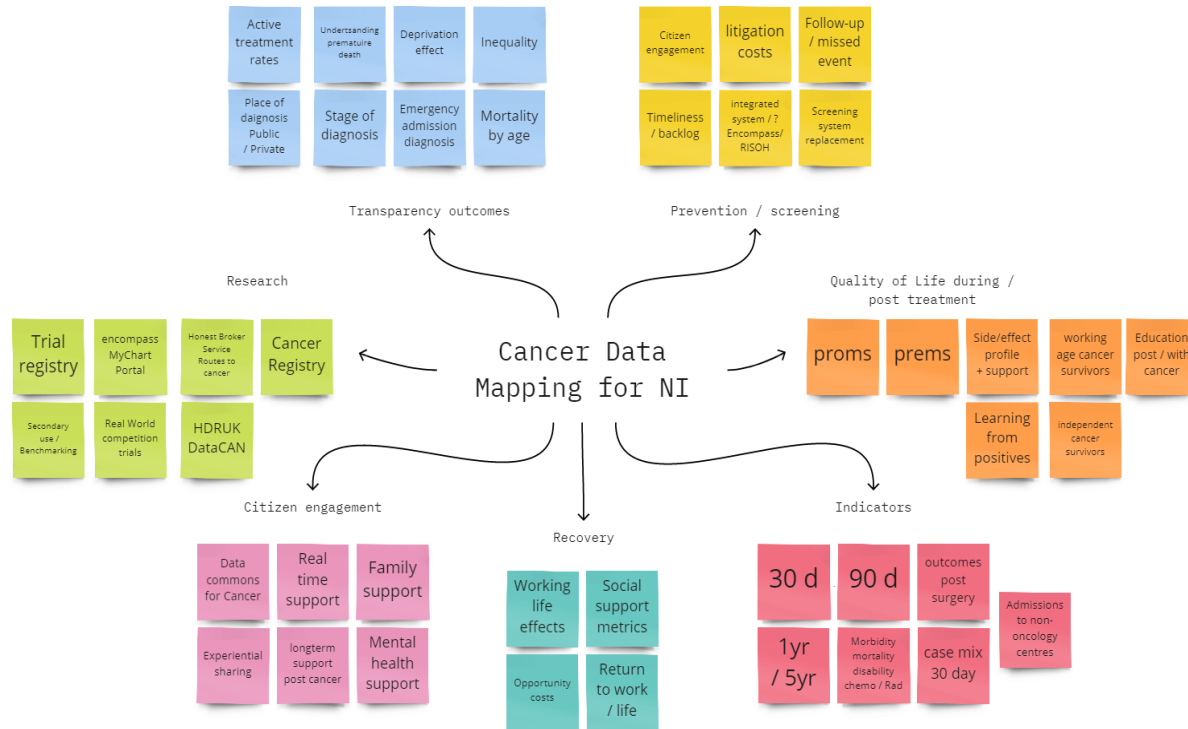 Active
treatment
rates
Undertsanding
prematuire
death
Deprivation
effect
Inequality
Place of
daignosis
Public
/ Private
Stage of
diagnosis
Emergency
admission
diagnosis
Mortality
by age
Citizen
engagement
litigation
costs
Follow-up
/ missed
event
Timeliness
/ backlog
integrated
system / ?
Encompass/
RISOH
Screening
system
replacement
Transparency outcomes
Prevention / screening
Research
Trial
registry
encompass
MyChart
Portal
Honest Broker
Service
Routes to
cancer
Cancer
Registry
Secondary
use /
Benchmarking
Real World
competition
trials
HDRUK
DataCAN
Cancer Data
Mapping for NI
Quality of Life during /
post treatment
proms
prems
Side/effect
profile
+ support
working
age cancer
survivors
Education
post / with
cancer
Learning
from
positives
independent
cancer
survivors
Citizen engagement
Data
commons
for Cancer
Real
time
support
Family
support
Experiential
sharing
longterm
support
post cancer
Mental
health
support
Recovery
Working
life
effects
Social
support
metrics
Opportunity
costs
Return
to work
/ life
Indicators
30 d
90 d
outcomes
post
surgery
Admissions
to non-
oncology
centres
1yr
/ 5yr
Morbidity
mortality
disability
chemo / Rad
case mix
30 day